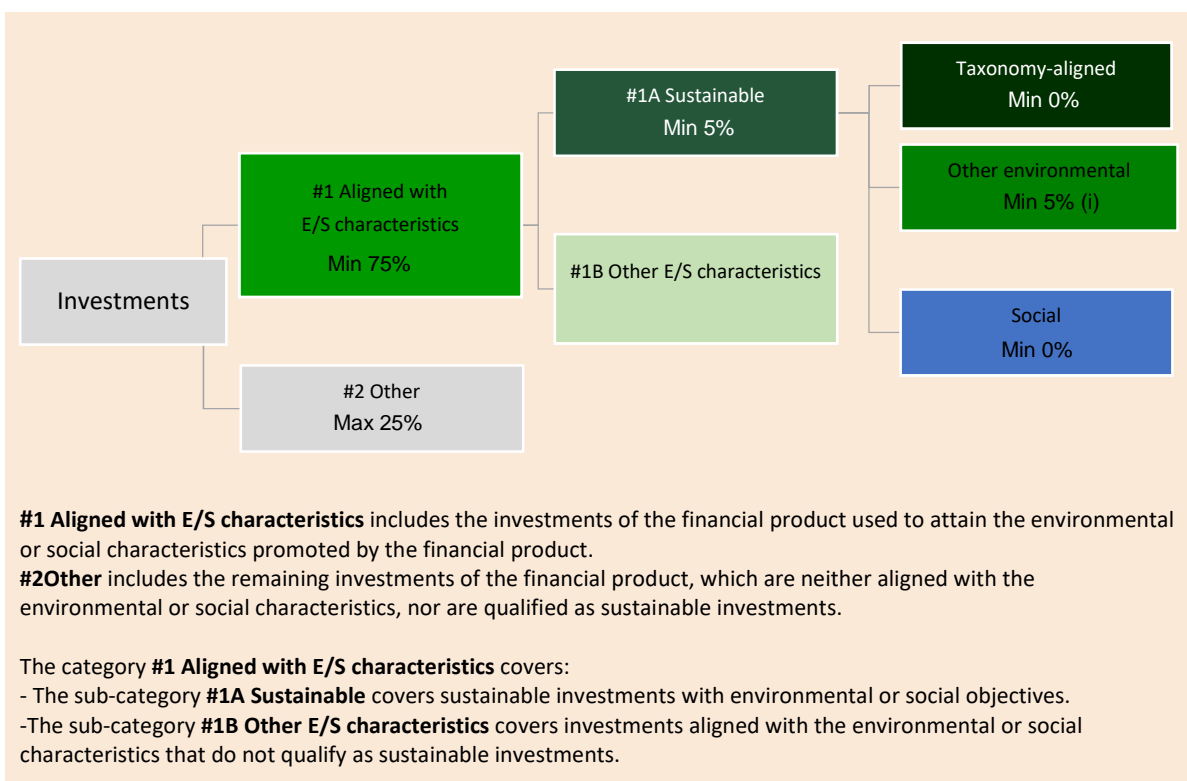 Investments
#1 Aligned with
E/S characteristics
Min 75%
#2 Other
Max 25%
#1A Sustainable
Min 5%
#1B Other E/S characteristics
Taxonomy-aligned
Min 0%
Other environmental
Min 5% (i)
Social
Min 0%
#1 Aligned with E/S characteristics includes the investments of the financial product used to attain the environmental
or social characteristics promoted by the financial product.
#2Other includes the remaining investments of the financial product, which are neither aligned with the
environmental or social characteristics, nor are qualified as sustainable investments.
The category #1 Aligned with E/S characteristics covers:
- The sub-category #1A Sustainable covers sustainable investments with environmental or social objectives.
-The sub-category #1B Other E/S characteristics covers investments aligned with the environmental or social
characteristics that do not qualify as sustainable investments.